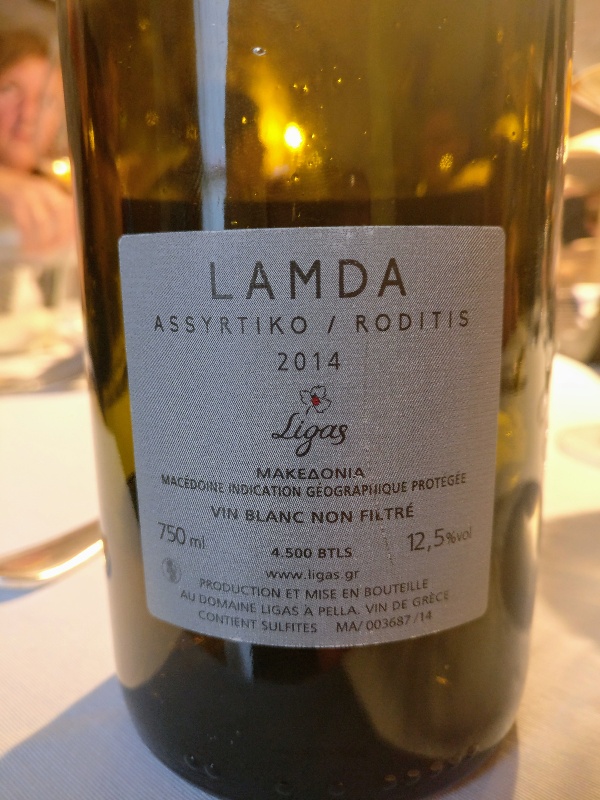 LAMDA
ASSYRTIKO / RODITIS
2014
Ligas
ΜΑΚΕΔΟΝΙΑ
MACÉDOINE INDICATION GÉOGRAPHIQUE PROTÉGÉE
VIN BLANC NON FILTRÉ
750 ml
4.500 BTLS
12,5%vol
www.ligas.gr
PRODUCTION ET MISE EN BOUTEILLE
AU DOMAINE LIGAS À PELLA. VIN DE GRÈCE
CONTIENT SULFITES MA/003687/14